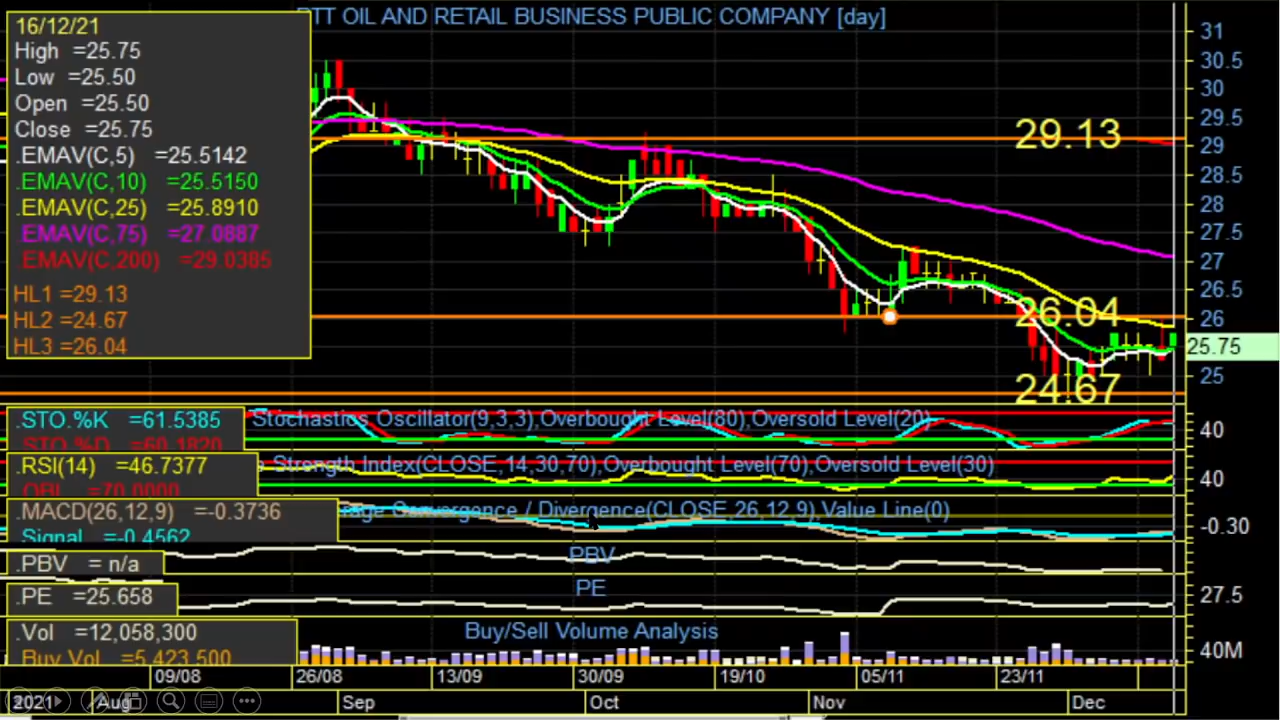 PTT OIL AND RETAIL BUSINESS PUBLIC COMPANY [day]
16/12/21
High =25.75
Low =25.50
Open =25.50
Close =25.75
.EMAV(C,5) =25.5142
.EMAV(C,10) =25.5150
.EMAV(C,25) =25.8910
.EMAV(C,75) =27.0887
.EMAV(C,200) =29.0385
HL1 =29.13
HL2 =24.67
HL3 =26.04
29.13
26.04
24.67
31
30.5
30
29.5
29
28.5
28
27.5
27
26.5
26
25.75
25
.STO.%K =61.5385
.STO.%D =60.1820
Stochastics Oscillator(9,3,3),Overbought Level(80),Oversold Level(20)
40
.RSI(14) =46.7377
OBL =70.0000
Strength Index(CLOSE,14,30,70),Overbought Level(70),Oversold Level(30)
40
.MACD(26,12,9) =-0.3736
Signal =-0.4562
Convergence / Divergence(CLOSE,26,12,9),Value Line(0)
-0.30
.PBV = n/a
PBV
.PE =25.658
PE
27.5
.Vol =12,058,300
Buy Vol =5,423,500
Buy/Sell Volume Analysis
40M
09/08 26/08 13/09 30/09 19/10 05/11 23/11
2021 Aug Sep Oct Nov Dec